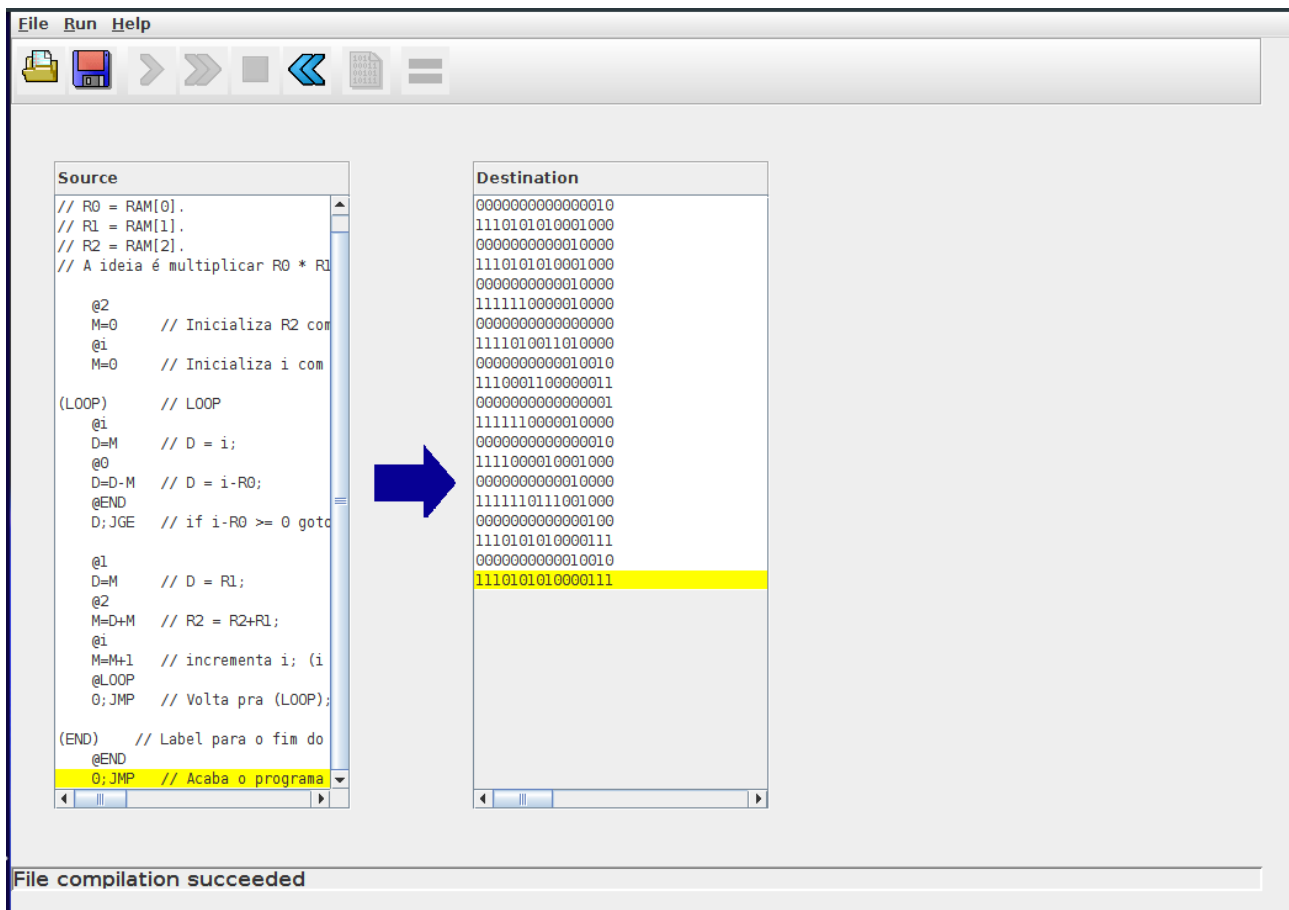 File Run Help
Source
// R0 = RAM[0].
// R1 = RAM[1].
// R2 = RAM[2].
// A ideia é multiplicar R0 * R1
@2
M=0 // Inicializa R2 com
@i
M=0 // Inicializa i com
(LOOP) // LOOP
@i
D=M // D = i;
@0
D=D-M // D = i-R0;
@END
D;JGE // if i-R0 >= 0 goto
@1
D=M // D = R1;
@2
M=D+M // R2 = R2+R1;
@i
M=M+1 // incrementa i; (i
@LOOP
0;JMP // Volta pra (LOOP);
(END) // Label para o fim do
@END
0;JMP // Acaba o programa
Destination
0000000000000010
1110101010001000
0000000000010000
1110101010001000
0000000000010000
1111110000010000
0000000000000000
1111010011010000
0000000000010010
1110001100000011
0000000000000001
1111110000010000
0000000000000010
1111000010001000
0000000000010000
1111110111001000
0000000000000100
1110101010000111
0000000000010010
1110101010000111
File compilation succeeded